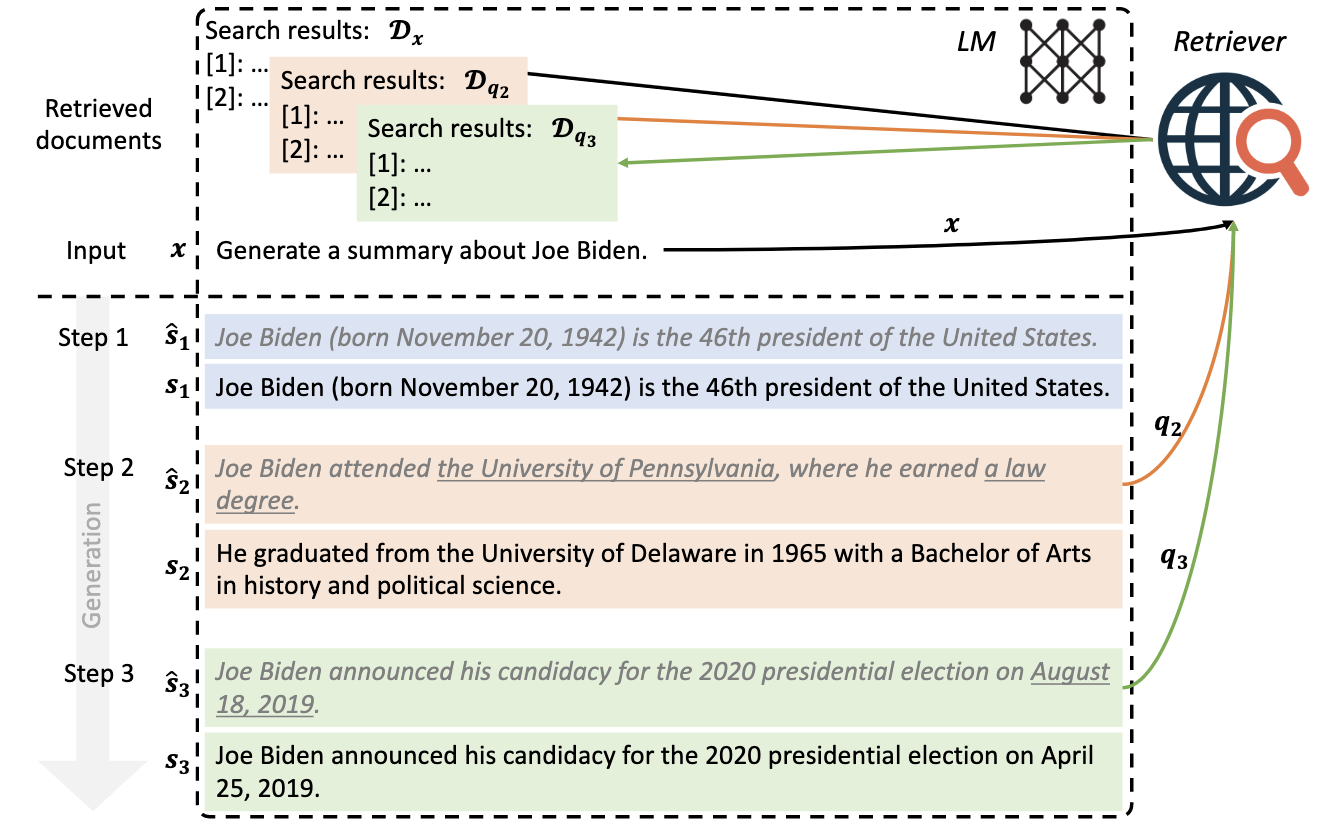 Search results: 𝓓x
LM
Retriever
[1]: ...
[2]: ...
Search results: 𝓓q2
[1]: ...
[2]: ...
Search results: 𝓓q3
[1]: ...
[2]: ...
Retrieved
documents
x
Input x Generate a summary about Joe Biden.
Step 1 ŝ1 Joe Biden (born November 20, 1942) is the 46th president of the United States.
s1 Joe Biden (born November 20, 1942) is the 46th president of the United States.
q2
Step 2 ŝ2 Joe Biden attended the University of Pennsylvania, where he earned a law
degree.
Generation
s2 He graduated from the University of Delaware in 1965 with a Bachelor of Arts
in history and political science.
q3
Step 3 ŝ3 Joe Biden announced his candidacy for the 2020 presidential election on August
18, 2019.
s3 Joe Biden announced his candidacy for the 2020 presidential election on April
25, 2019.